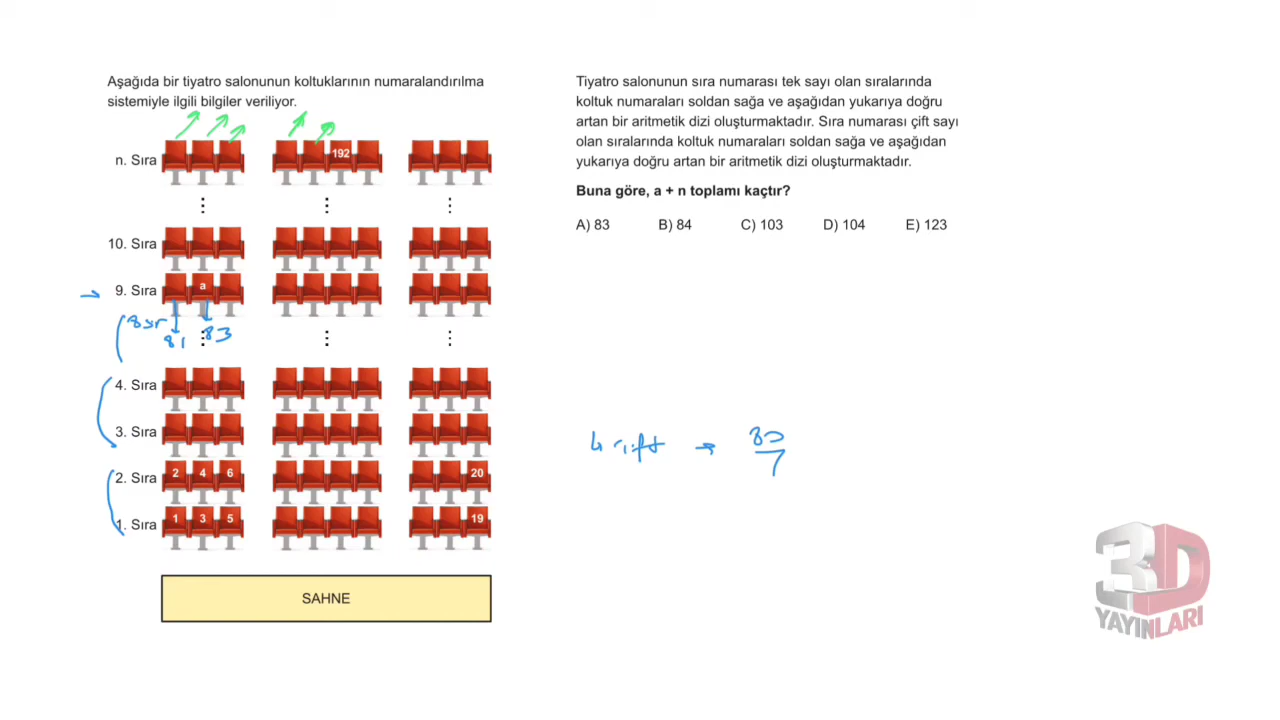 Aşağıda bir tiyatro salonunun koltuklarının numaralandırılma
sistemiyle ilgili bilgiler veriliyor.
n. Sıra
192
10. Sıra
9. Sıra
a
8 sır
81
83
4. Sıra
3. Sıra
2. Sıra
2 4 6
20
1. Sıra
1 3 5
19
SAHNE
Tiyatro salonunun sıra numarası tek sayı olan sıralarında
koltuk numaraları soldan sağa ve aşağıdan yukarıya doğru
artan bir aritmetik dizi oluşturmaktadır. Sıra numarası çift sayı
olan sıralarında koltuk numaraları soldan sağa ve aşağıdan
yukarıya doğru artan bir aritmetik dizi oluşturmaktadır.
Buna göre, a + n toplamı kaçtır?
A) 83 B) 84 C) 103 D) 104 E) 123
4 çift → 80
3D
YAYINLARI